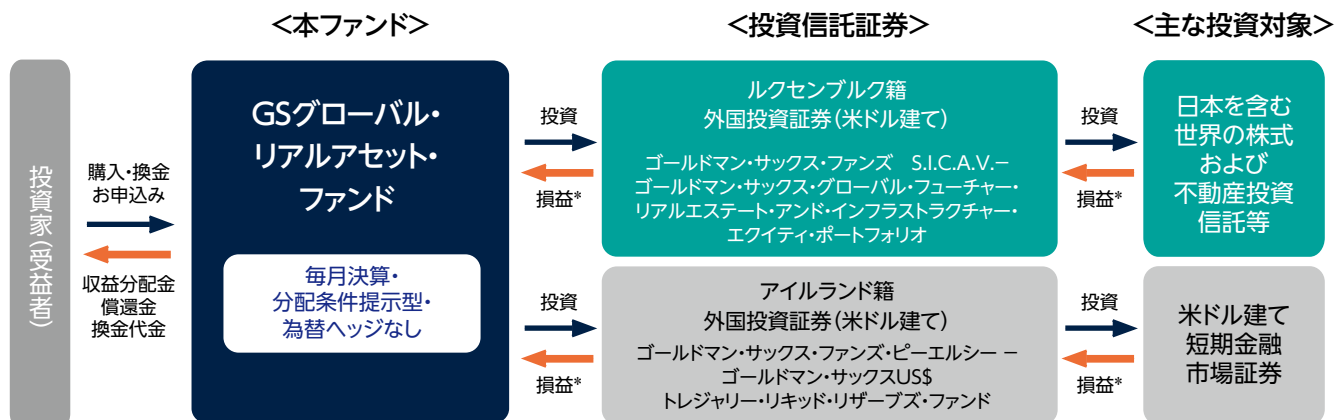 <本ファンド>
<投資信託証券>
<主な投資対象>
投資家(受益者)
購入・換金
お申込み
収益分配金
償還金
換金代金
GSグローバル・
リアルアセット・
ファンド
毎月決算・
分配条件提示型・
為替ヘッジなし
投資
損益*
投資
損益*
ルクセンブルク籍
外国投資証券(米ドル建て)
ゴールドマン・サックス・ファンズ S.I.C.A.V.−
ゴールドマン・サックス・グローバル・フューチャー・
リアルエステート・アンド・インフラストラクチャー・
エクイティ・ポートフォリオ
アイルランド籍
外国投資証券(米ドル建て)
ゴールドマン・サックス・ファンズ・ピーエルシー −
ゴールドマン・サックスUS$
トレジャリー・リキッド・リザーブズ・ファンド
投資
損益*
投資
損益*
日本を含む
世界の株式
および
不動産投資
信託等
米ドル建て
短期金融
市場証券